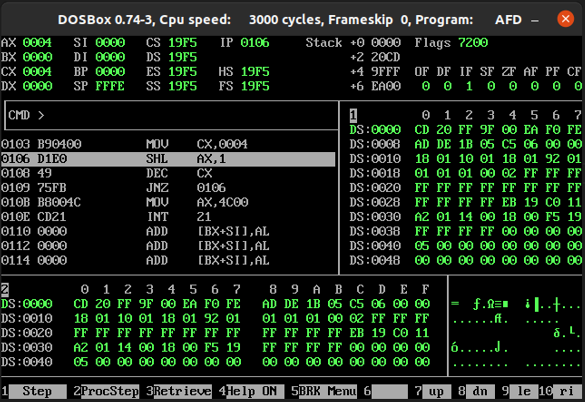 DOSBox 0.74-3, Cpu speed: 3000 cycles, Frameskip 0, Program: AFD
AX 0004 SI 0000 CS 19F5 IP 0106 Stack +0 0000 Flags 7200
BX 0000 DI 0000 DS 19F5 +2 20CD
CX 0004 BP 0000 ES 19F5 HS 19F5 +4 9FFF OF DF IF SF ZF AF PF CF
DX 0000 SP FFFE SS 19F5 FS 19F5 +6 EA00 0 0 1 0 0 0 0 0
CMD >
0103 B90400 MOV CX,0004
0106 D1E0 SHL AX,1
0108 49 DEC CX
0109 75FB JNZ 0106
010B B8004C MOV AX,4C00
010E CD21 INT 21
0110 0000 ADD [BX+SI],AL
0112 0000 ADD [BX+SI],AL
0114 0000 ADD [BX+SI],AL
1 0 1 2 3 4 5 6 7
DS:0000 CD 20 FF 9F 00 EA F0 FE
DS:0008 AD DE 1B 05 C5 06 00 00
DS:0010 18 01 10 01 18 01 92 01
DS:0018 01 01 01 00 02 FF FF FF
DS:0020 FF FF FF FF FF FF FF FF
DS:0028 FF FF FF FF EB 19 C0 11
DS:0030 A2 01 14 00 18 00 F5 19
DS:0038 FF FF FF FF 00 00 00 00
DS:0040 05 00 00 00 00 00 00 00
DS:0048 00 00 00 00 00 00 00 00
2 0 1 2 3 4 5 6 7 8 9 A B C D E F
DS:0000 CD 20 FF 9F 00 EA F0 FE AD DE 1B 05 C5 06 00 00
DS:0010 18 01 10 01 18 01 92 01 01 01 01 00 02 FF FF FF
DS:0020 FF FF FF FF FF FF FF FF FF FF FF FF EB 19 C0 11
DS:0030 A2 01 14 00 18 00 F5 19 FF FF FF FF 00 00 00 00
DS:0040 05 00 00 00 00 00 00 00 00 00 00 00 00 00 00 00
1 Step 2ProcStep 3Retrieve 4Help ON 5BRK Menu 6 7 up 8 dn 9 le 10 ri